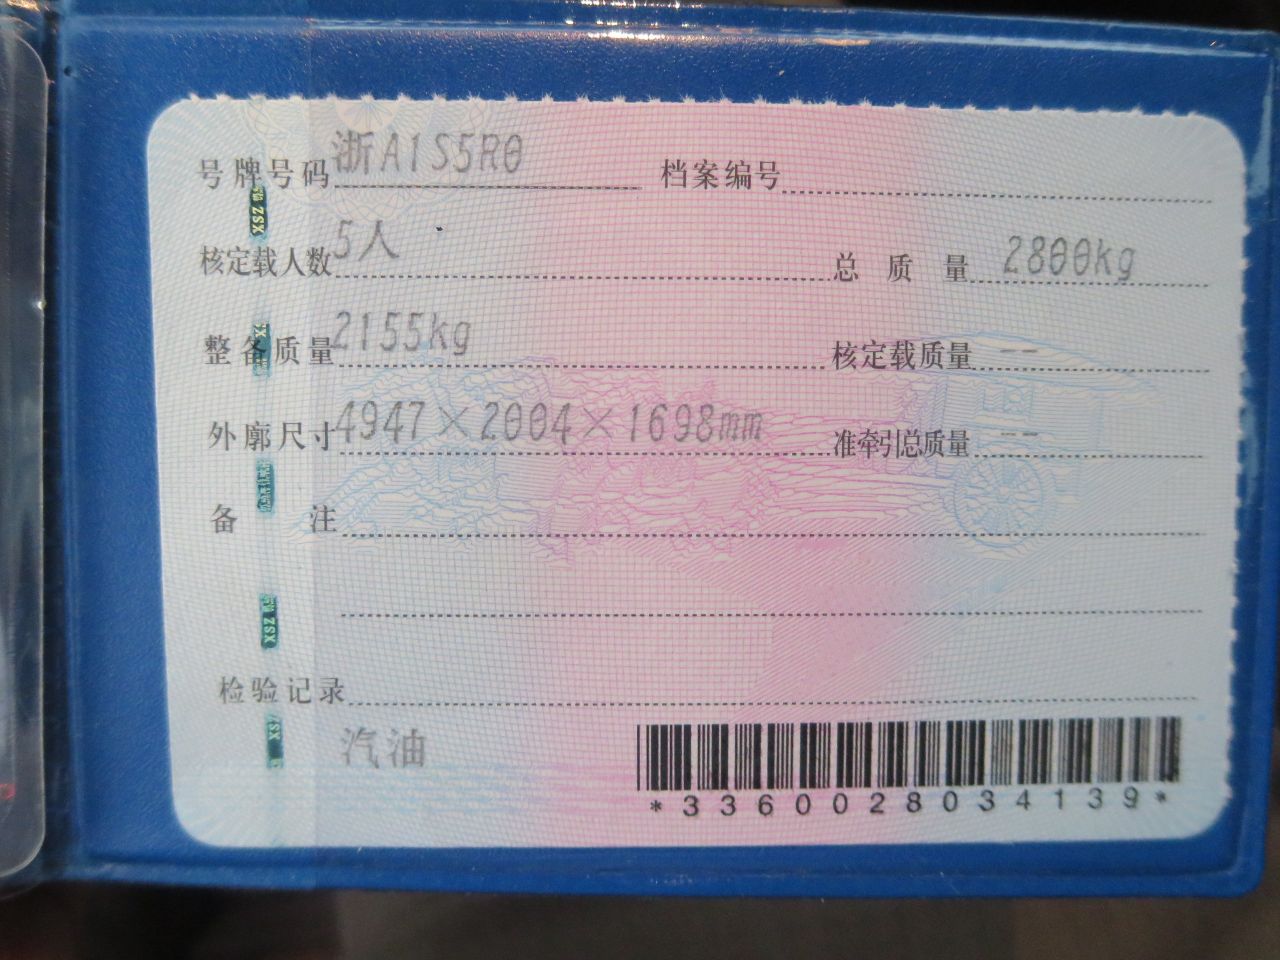 号牌号码 浙A1S5R0 档案编号
核定载人数 5人 总质量 2800kg
整备质量 2155kg 核定载质量 --
外廓尺寸 4947×2004×1698mm 准牵引总质量 --
备注
检验记录
汽油
*3360028034139*
XSZ
XSZ